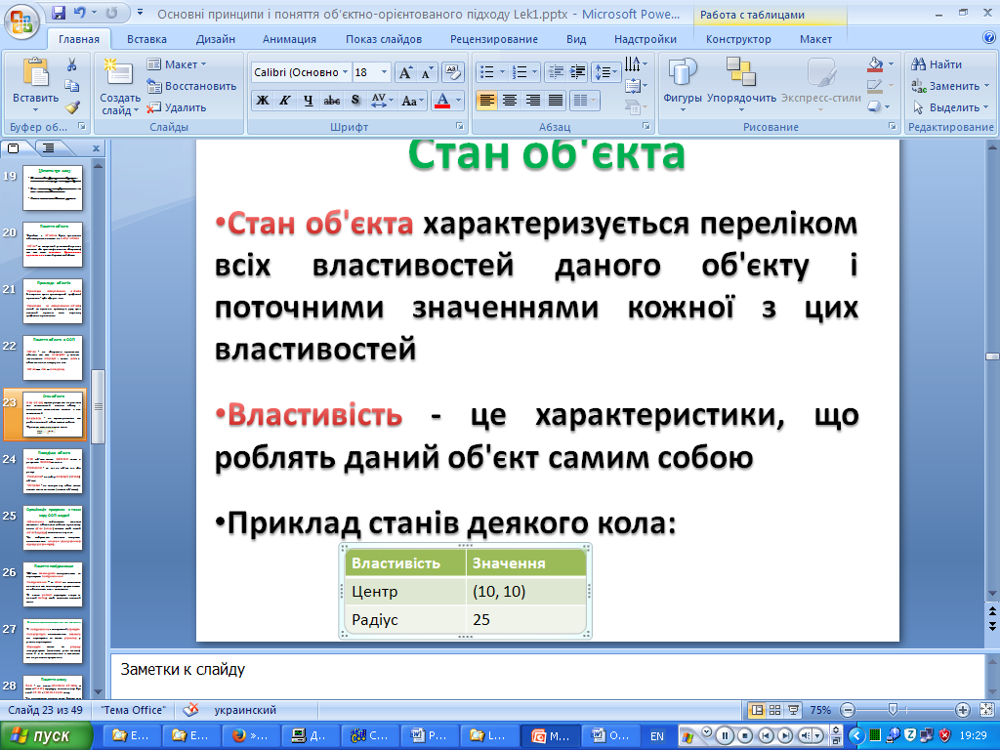 Основні принципи і поняття об'єктно-орієнтованого підходу Lek1.pptx - Microsoft Powe...
Работа с таблицами
Главная Вставка Дизайн Анимация Показ слайдов Рецензирование Вид Надстройки Конструктор Макет
Вставить
Буфер об...
Создать слайд
Макет
Восстановить
Удалить
Слайды
Calibri (Осно­вно 18
Ж К Ч abc S AV Aa А
Шрифт
Абзац
Фигуры Упорядочить Экспресс-стили
Рисование
Найти
Заменить
Выделить
Редактирование
19
20
21
22
23
24
25
26
27
28
Стан об'єкта
•Стан об'єкта характеризується переліком
всіх властивостей даного об'єкту і
поточними значеннями кожної з цих
властивостей
•Властивість - це характеристики, що
роблять даний об'єкт самим собою
•Приклад станів деякого кола:
Властивість Значення
Центр (10, 10)
Радіус 25
Заметки к слайду
Слайд 23 из 49 "Тема Office" украинский 75%
пуск E... E... »... Д.. С... Р... L... М... О... EN 19:29